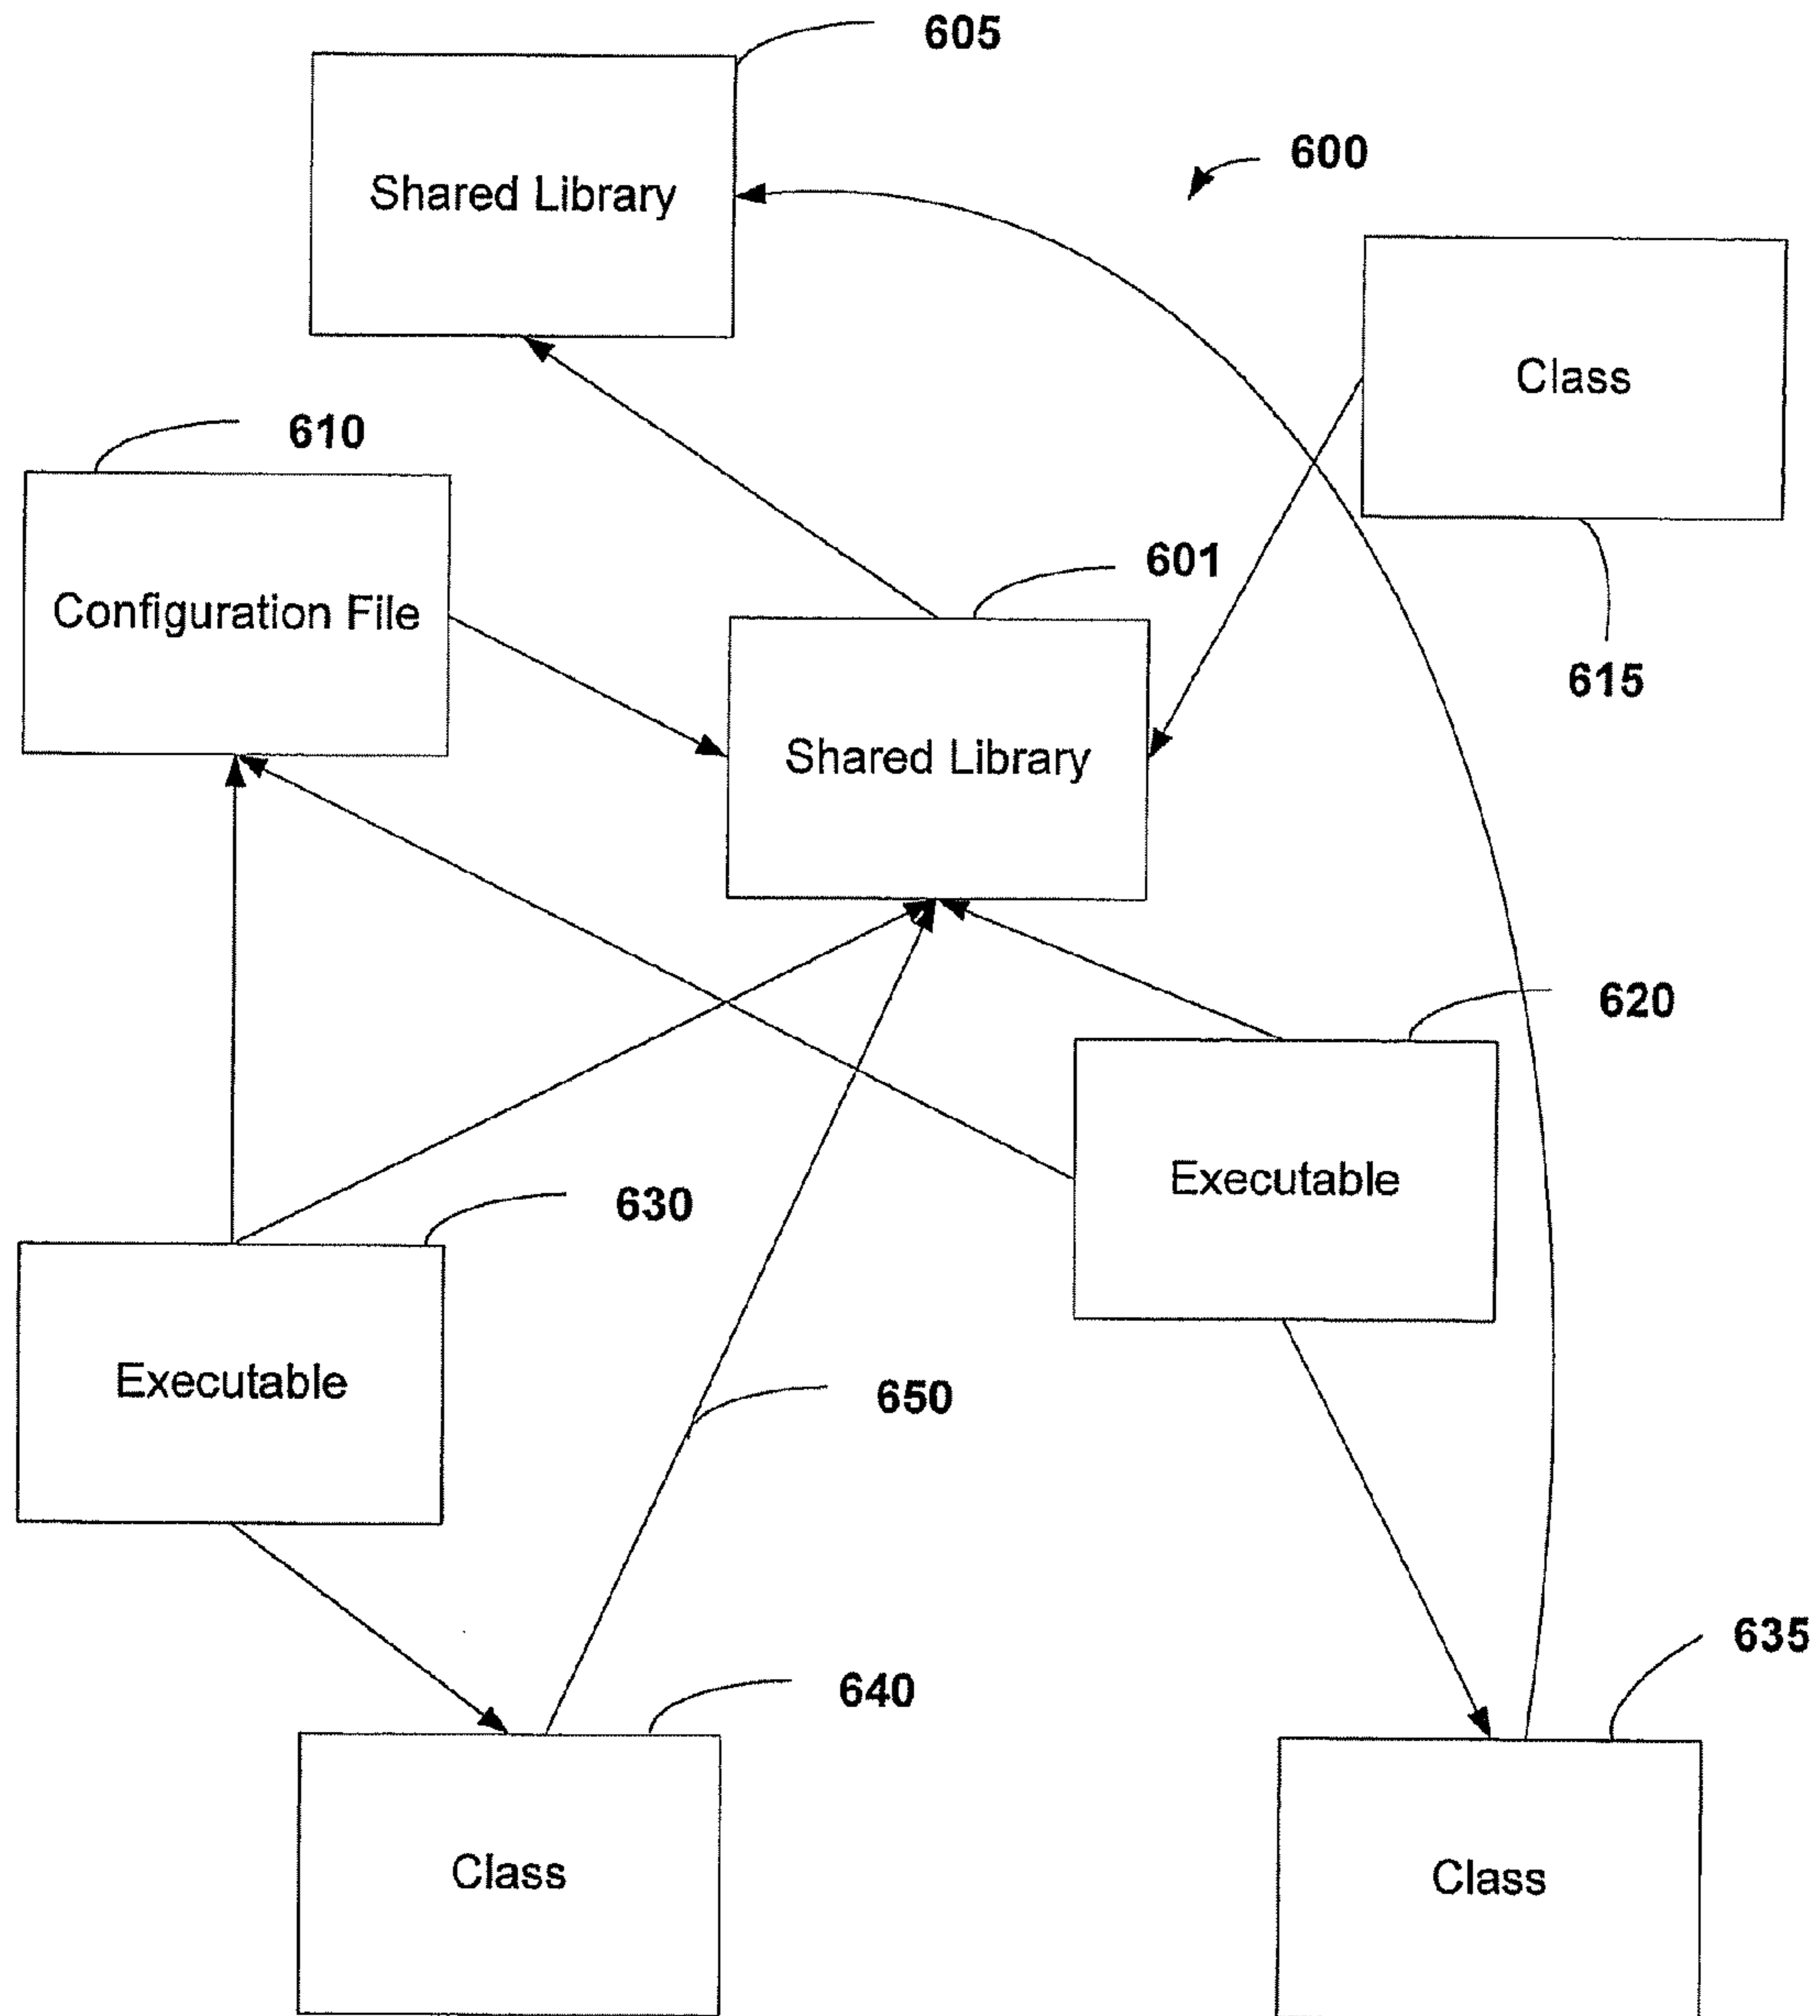 605
Shared Library
600
Class
610
Configuration File
601
615
Shared Library
620
Executable
630
Executable
650
635
640
Class
Class